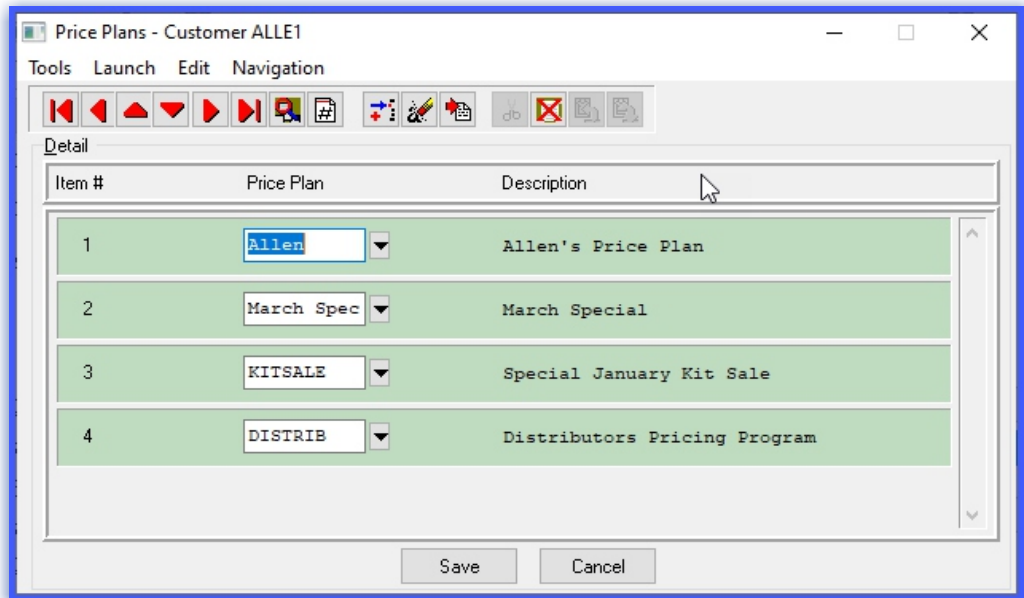 Price Plans - Customer ALLE1
Tools Launch Edit Navigation
#
Detail
Item # Price Plan Description
1 Allen Allen's Price Plan
2 March Spec March Special
3 KITSALE Special January Kit Sale
4 DISTRIB Distributors Pricing Program
Save Cancel